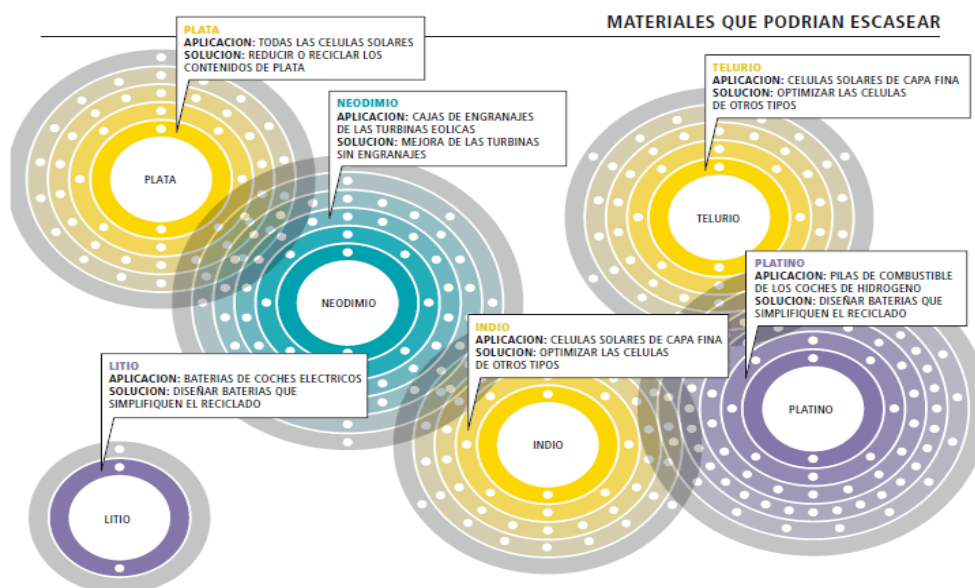 MATERIALES QUE PODRIAN ESCASEAR
PLATA
APLICACION: TODAS LAS CELULAS SOLARES
SOLUCION: REDUCIR O RECICLAR LOS
CONTENIDOS DE PLATA
PLATA
NEODIMIO
APLICACION: CAJAS DE ENGRANAJES
DE LAS TURBINAS EOLICAS
SOLUCION: MEJORA DE LAS TURBINAS
SIN ENGRANAJES
NEODIMIO
TELURIO
APLICACION: CELULAS SOLARES DE CAPA FINA
SOLUCION: OPTIMIZAR LAS CELULAS
DE OTROS TIPOS
TELURIO
PLATINO
APLICACION: PILAS DE COMBUSTIBLE
DE LOS COCHES DE HIDROGENO
SOLUCION: DISEÑAR BATERIAS QUE
SIMPLIFIQUEN EL RECICLADO
PLATINO
INDIO
APLICACION: CELULAS SOLARES DE CAPA FINA
SOLUCION: OPTIMIZAR LAS CELULAS
DE OTROS TIPOS
INDIO
LITIO
APLICACION: BATERIAS DE COCHES ELECTRICOS
SOLUCION: DISEÑAR BATERIAS QUE
SIMPLIFIQUEN EL RECICLADO
LITIO